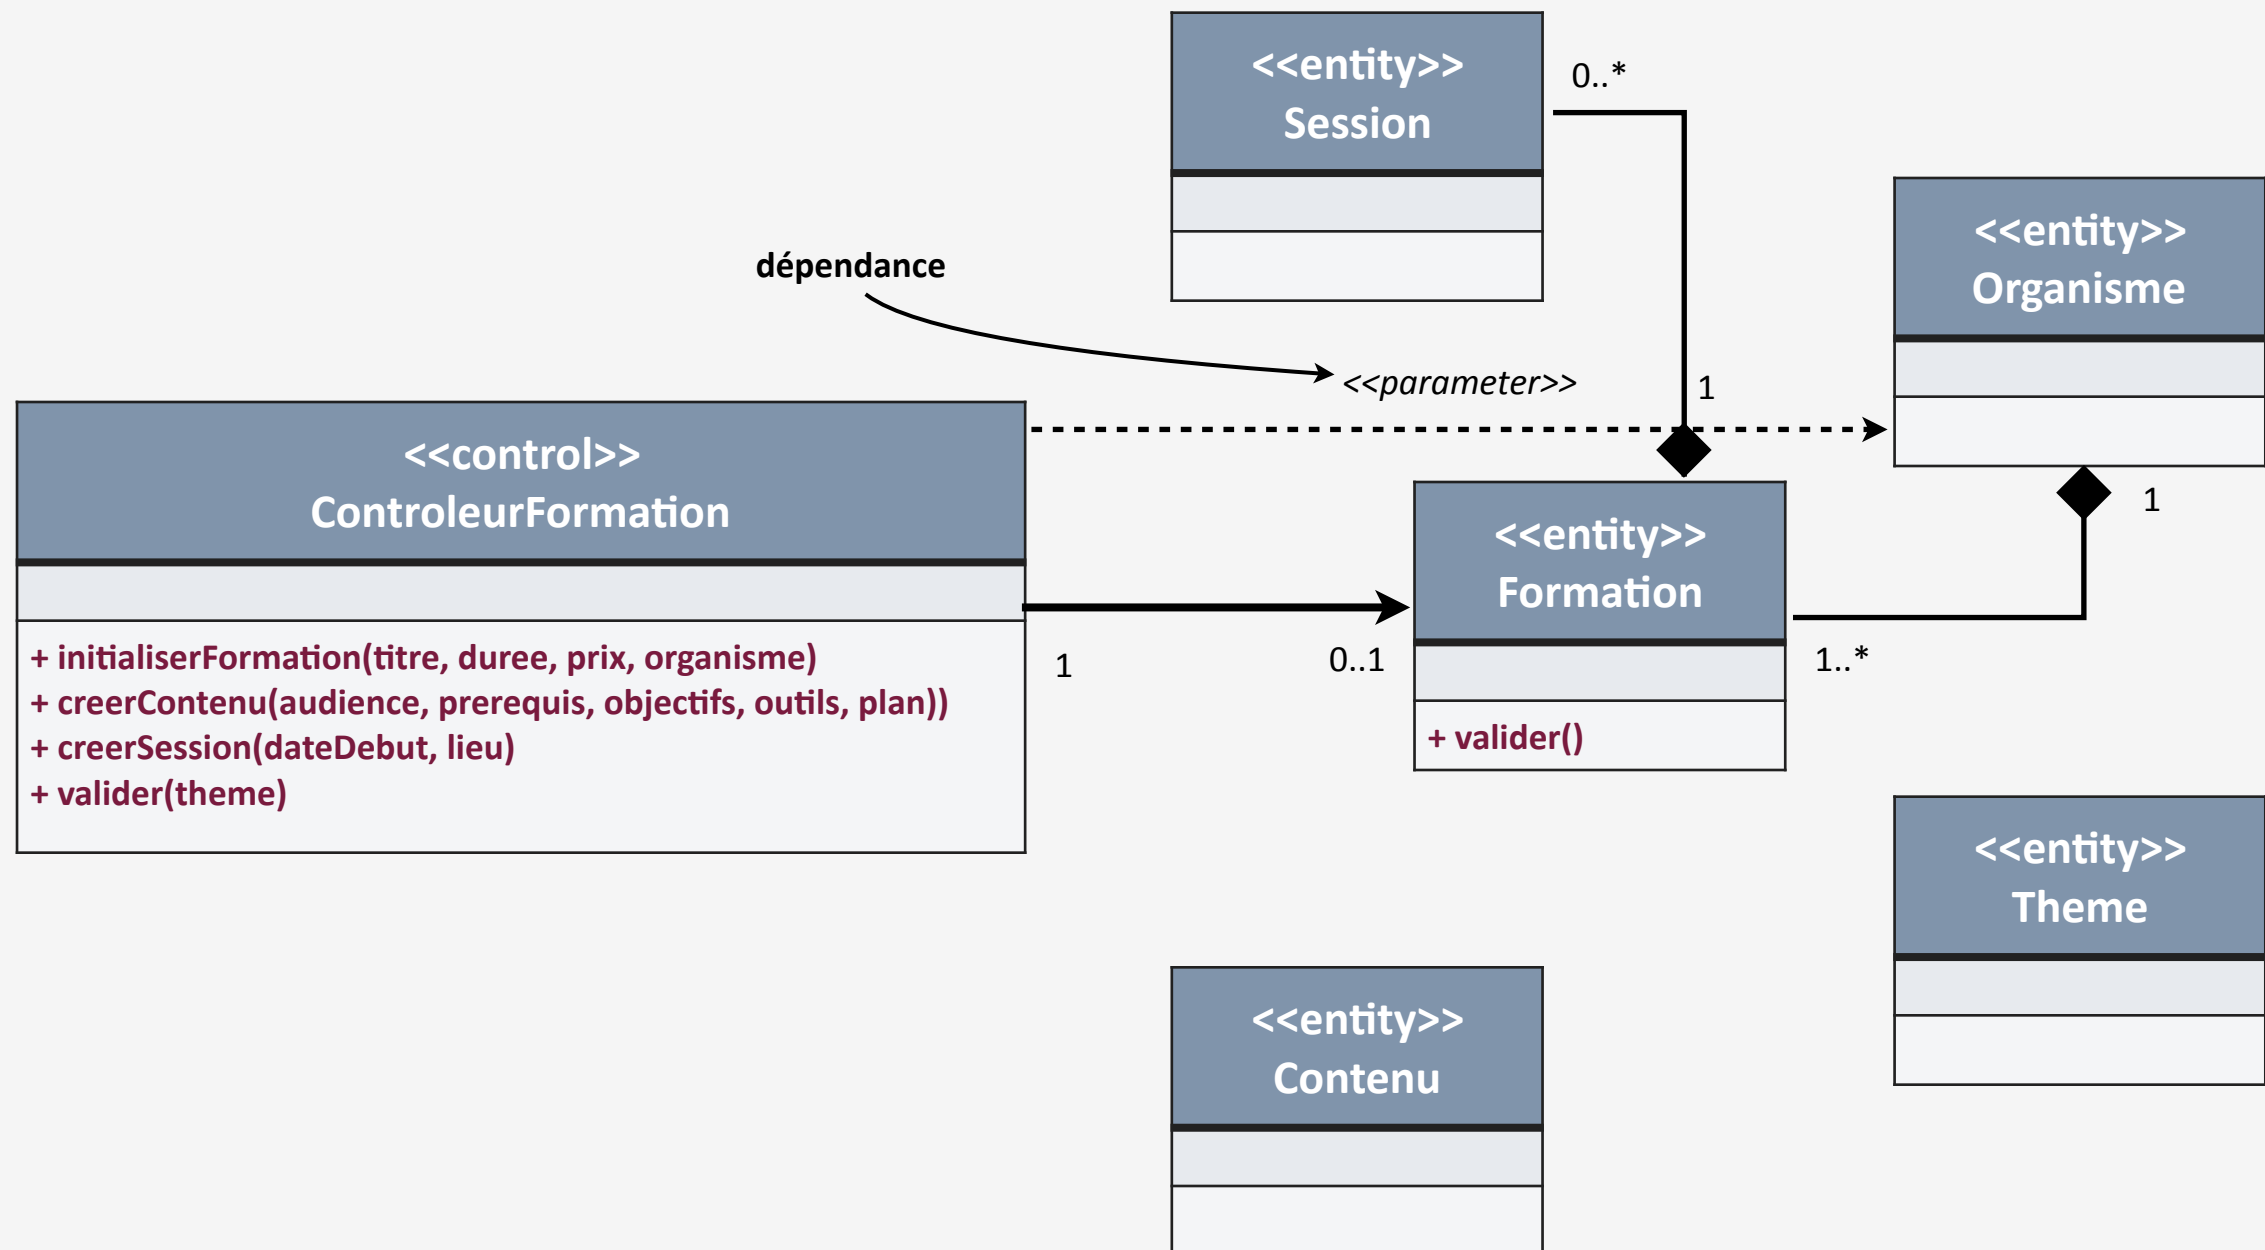 <<entity>>
Session
0..*
<<entity>>
Organisme
dépendance
<<parameter>>
1
<<control>>
ControleurFormation
1
<<entity>>
Formation
+ initialiserFormation(titre, duree, prix, organisme)
+ creerContenu(audience, prerequis, objectifs, outils, plan))
+ creerSession(dateDebut, lieu)
+ valider(theme)
1
0..1
1..*
+ valider()
<<entity>>
Theme
<<entity>>
Contenu